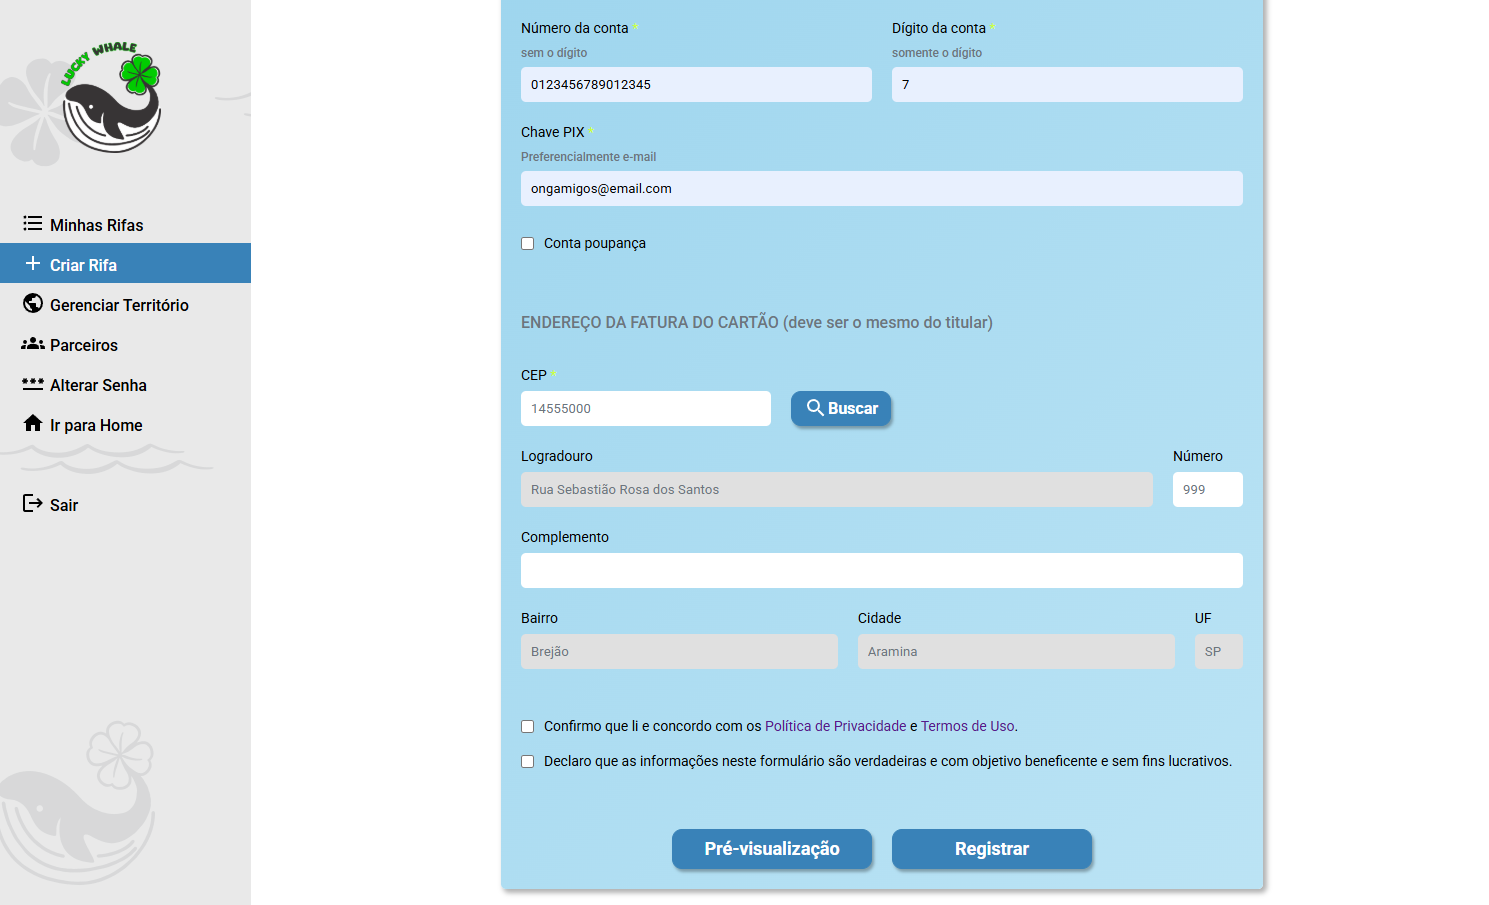 LUCKY WHALE
Minhas Rifas
Criar Rifa
Gerenciar Território
Parceiros
Alterar Senha
Ir para Home
Sair
Número da conta *
Dígito da conta *
sem o dígito
somente o dígito
0123456789012345
7
Chave PIX *
Preferencialmente e-mail
ongamigos@email.com
Conta poupança
ENDEREÇO DA FATURA DO CARTÃO (deve ser o mesmo do titular)
CEP *
14555000
Buscar
Logradouro
Número
Rua Sebastião Rosa dos Santos
999
Complemento
Bairro
Cidade
UF
Brejão
Aramina
SP
Confirmo que li e concordo com os Política de Privacidade e Termos de Uso.
Declaro que as informações neste formulário são verdadeiras e com objetivo beneficente e sem fins lucrativos.
Pré-visualização
Registrar